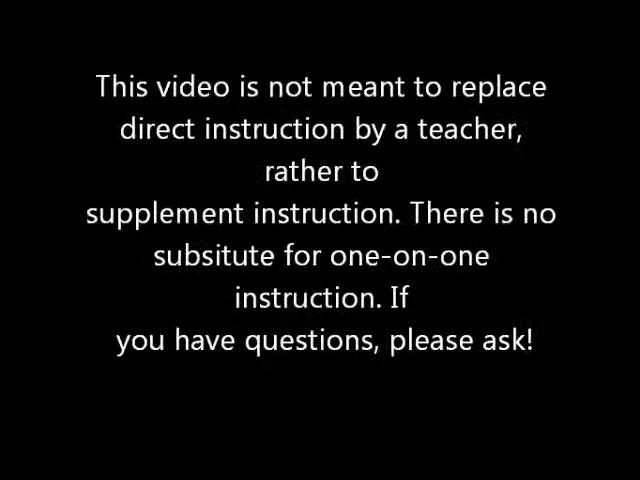 This video is not meant to replace
direct instruction by a teacher,
rather to
supplement instruction. There is no
subsitute for one-on-one
instruction. If
you have questions, please ask!